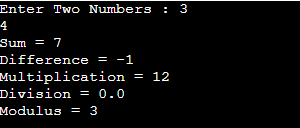 Enter Two Numbers : 3
4
Sum = 7
Difference = -1
Multiplication = 12
Division = 0.0
Modulus = 3